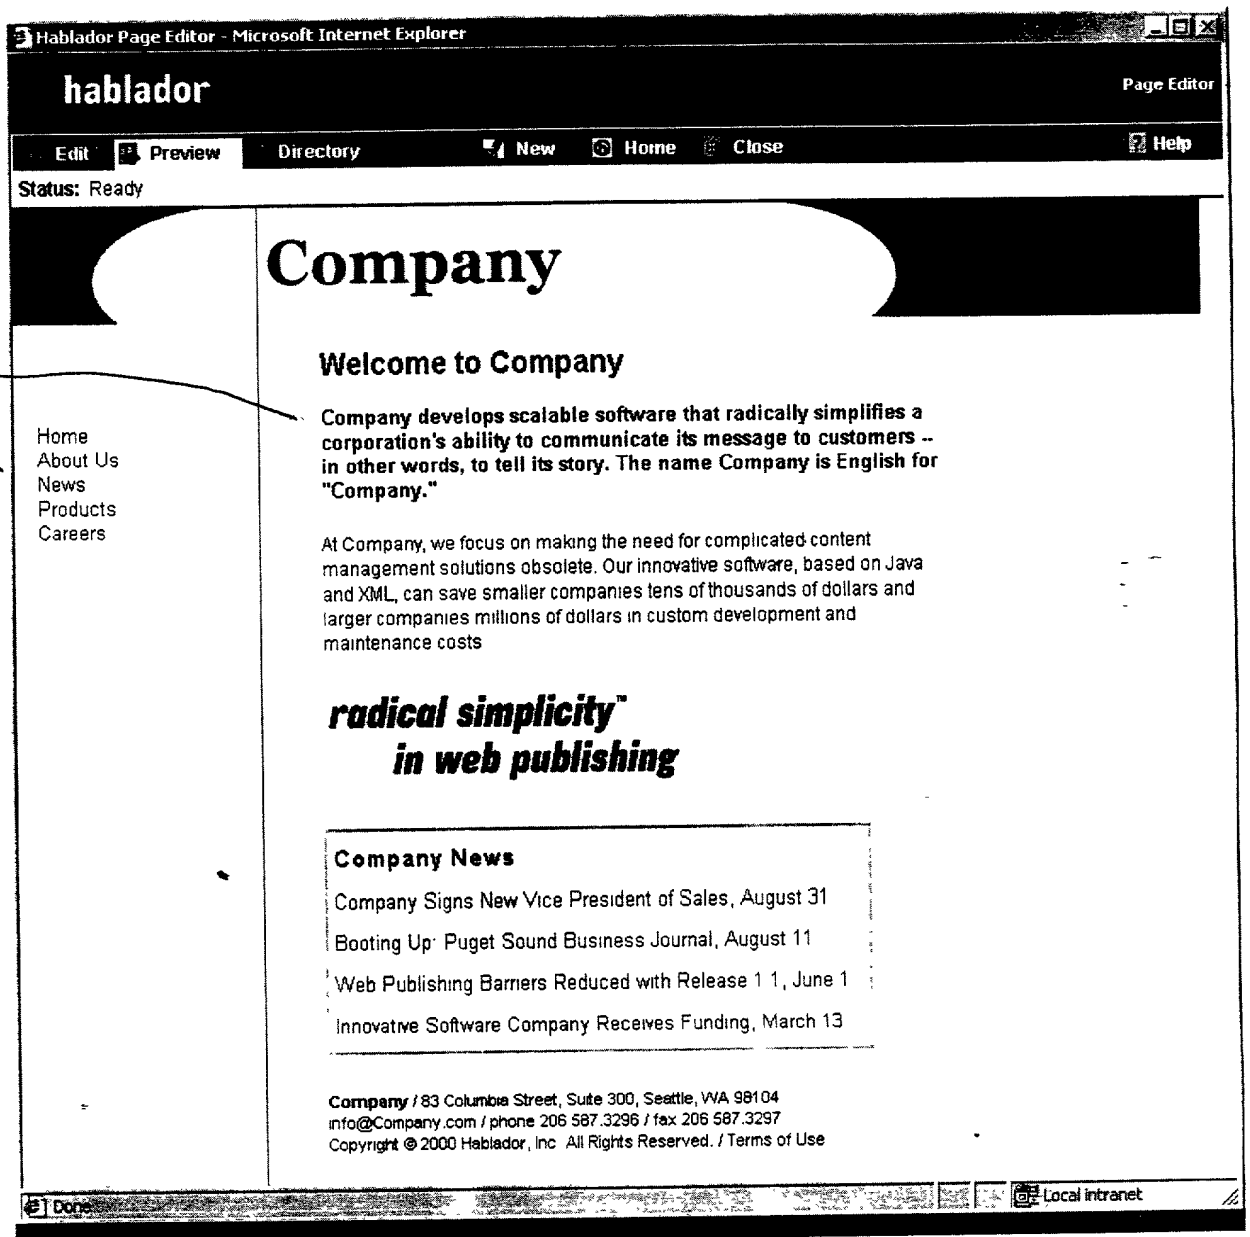 Hablador Page Editor - Microsoft Internet Explorer
hablador
Page Editor
Edit Preview Directory New Home Close Help
Status: Ready
Company
Welcome to Company
Company develops scalable software that radically simplifies a
corporation's ability to communicate its message to customers --
in other words, to tell its story. The name Company is English for
"Company."
Home
About Us
News
Products
Careers
At Company, we focus on making the need for complicated content
management solutions obsolete. Our innovative software, based on Java
and XML, can save smaller companies tens of thousands of dollars and
larger companies millions of dollars in custom development and
maintenance costs
radical simplicity™
in web publishing
Company News
Company Signs New Vice President of Sales, August 31
Booting Up: Puget Sound Business Journal, August 11
Web Publishing Barriers Reduced with Release 1 1, June 1
Innovative Software Company Receives Funding, March 13
Company / 83 Columbia Street, Suite 300, Seattle, WA 98104
info@Company.com / phone 206 587.3296 / fax 206 587.3297
Copyright © 2000 Hablador, Inc All Rights Reserved. / Terms of Use
Done
Local intranet